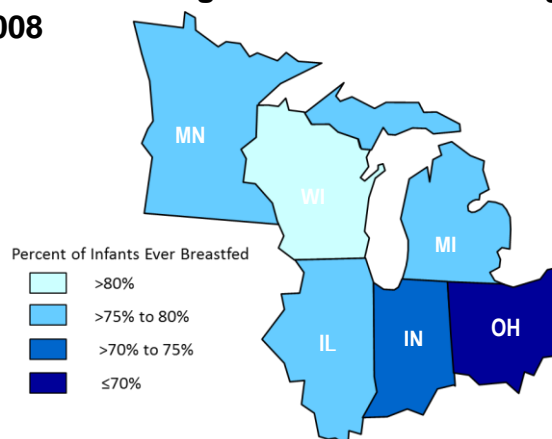 2008
MN
WI
MI
Percent of Infants Ever Breastfed
>80%
>75% to 80%
>70% to 75%
≤70%
IL
IN
OH